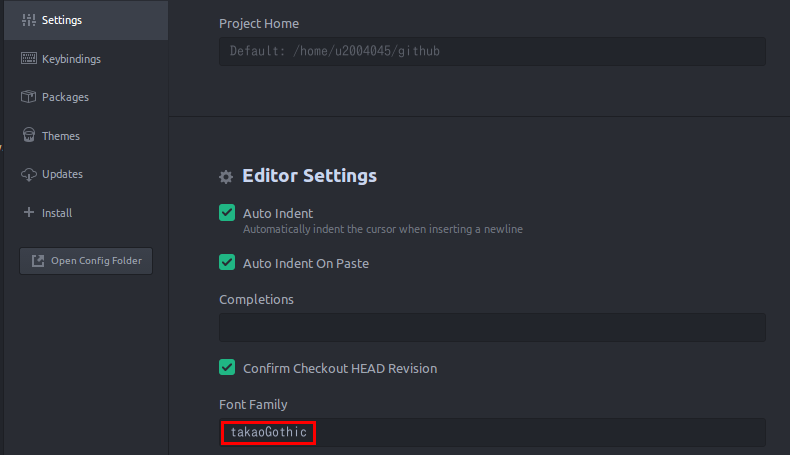 Settings
Keybindings
Packages
Themes
Updates
Install
Open Config Folder
Project Home
Default: /home/u2004045/github
Editor Settings
Auto Indent
Automatically indent the cursor when inserting a newline
Auto Indent On Paste
Completions
Confirm Checkout HEAD Revision
Font Family
takaoGothic